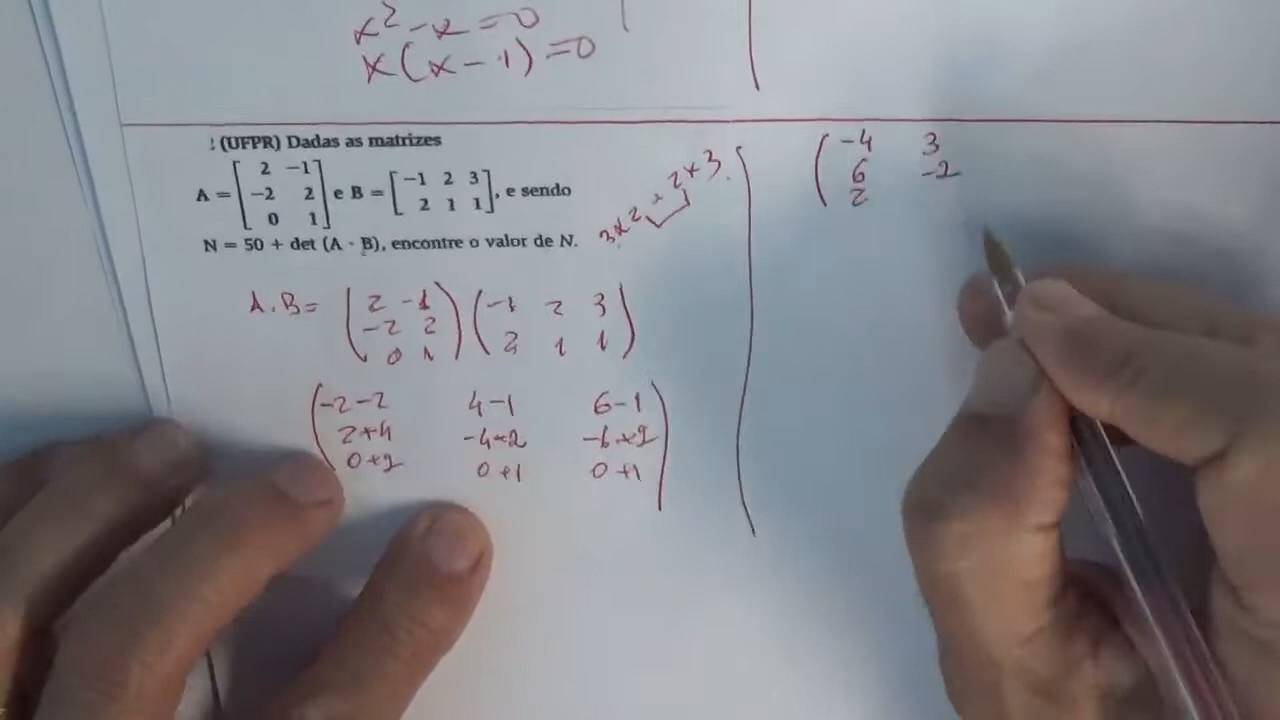 x² - x = 0
x(x - 1) = 0
! (UFPR) Dadas as matrizes
A = [2 -1; -2 2; 0 1] e B = [-1 2 3; 2 1 1], e sendo
N = 50 + det (A · B), encontre o valor de N.
3x2 · 2x3.
A.B = (2 -1; -2 2; 0 1) (-1 2 3; 2 1 1)
(-2-2 4-1 6-1
2+4 -4+2 -6+2
0+2 0+1 0+1)
(-4 3
6 -2
2